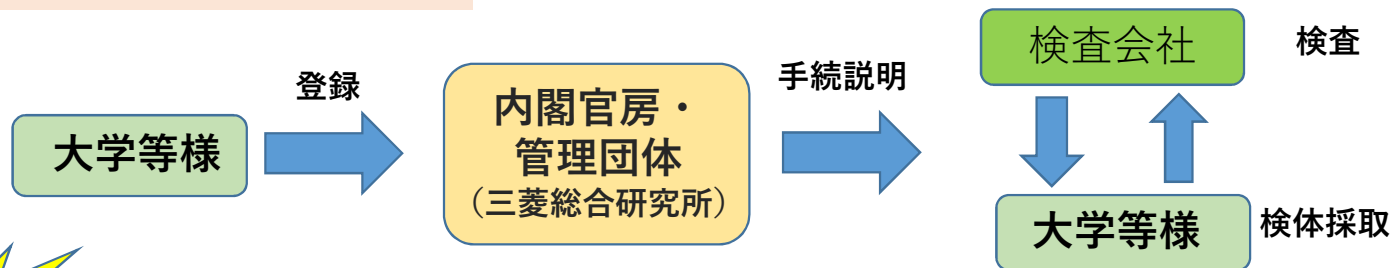 大学等様
登録
内閣官房・
管理団体
（三菱総合研究所）
手続説明
検査会社
検査
大学等様
検体採取